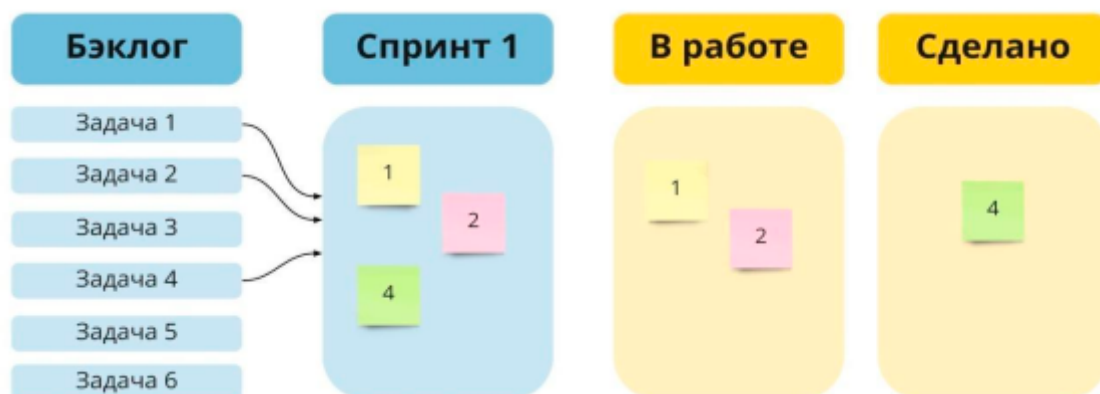 Бэклог
Спринт 1
В работе
Сделано
Задача 1
Задача 2
Задача 3
Задача 4
Задача 5
Задача 6
1
2
4
1
2
4